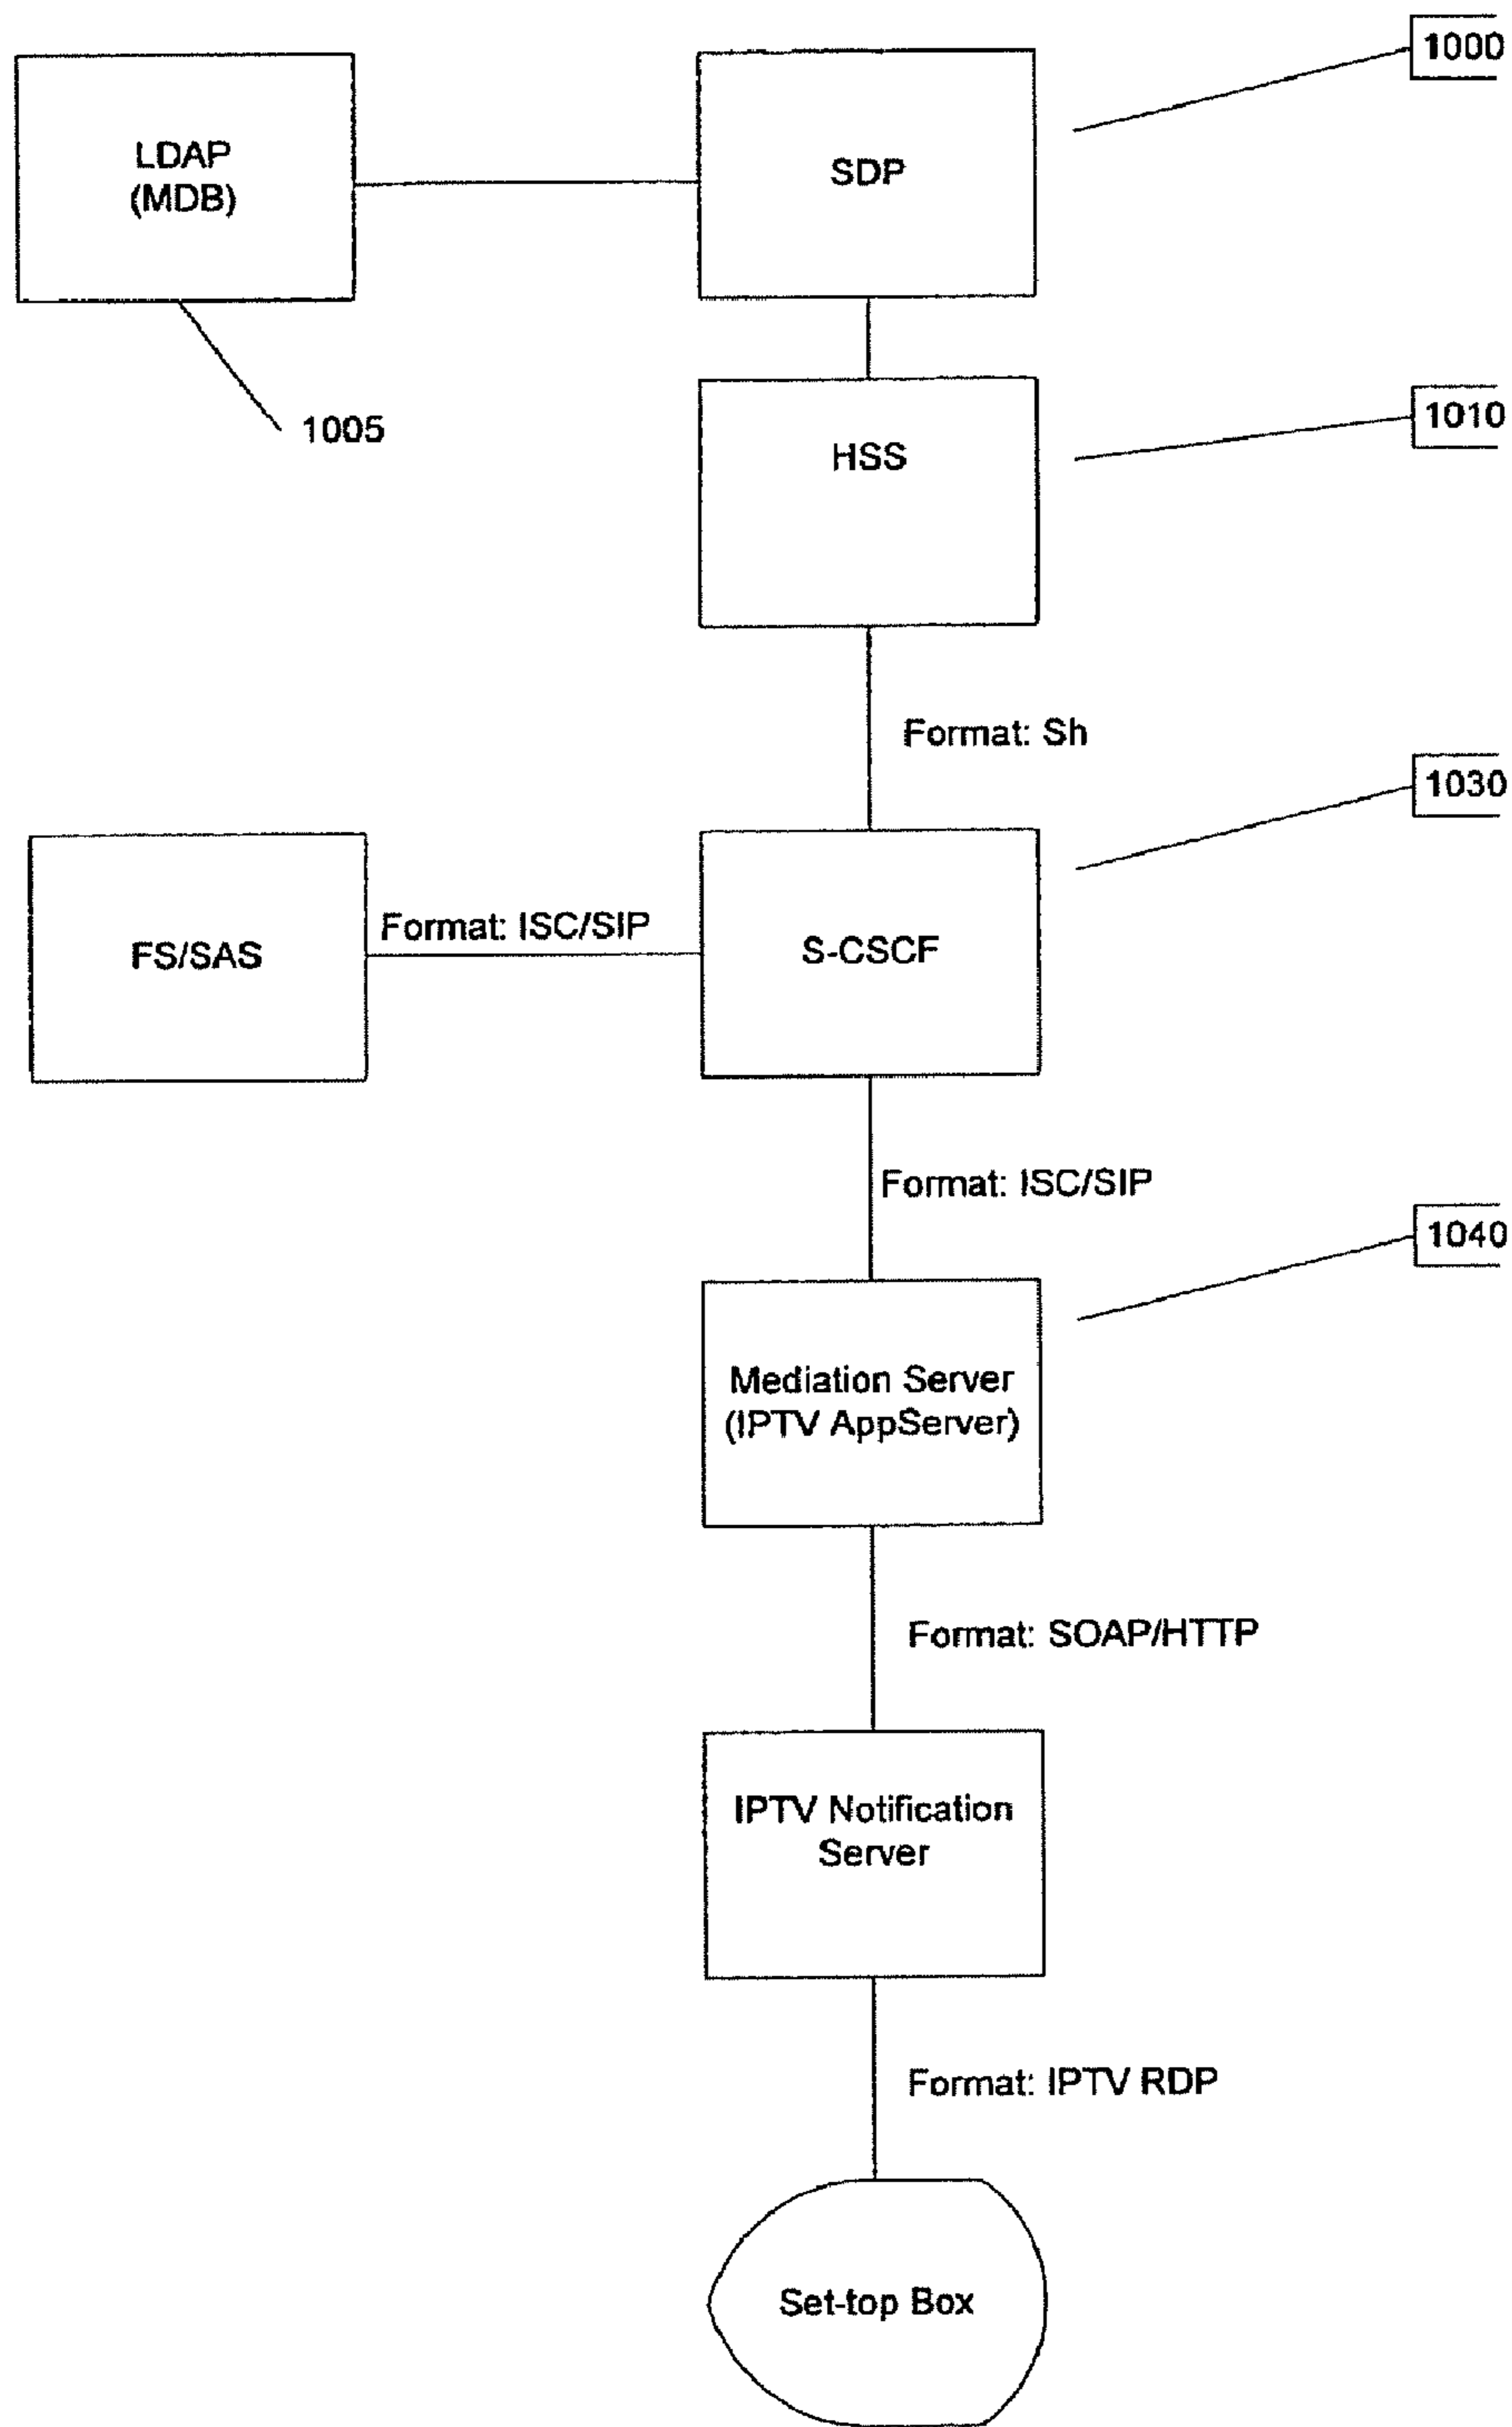 1000
LDAP
(MDB)
SDP
1005
1010
HSS
Format: Sh
1030
FS/SAS
Format: ISC/SIP
S-CSCF
Format: ISC/SIP
1040
Mediation Server
(IPTV AppServer)
Format: SOAP/HTTP
IPTV Notification
Server
Format: IPTV RDP
Set-top Box